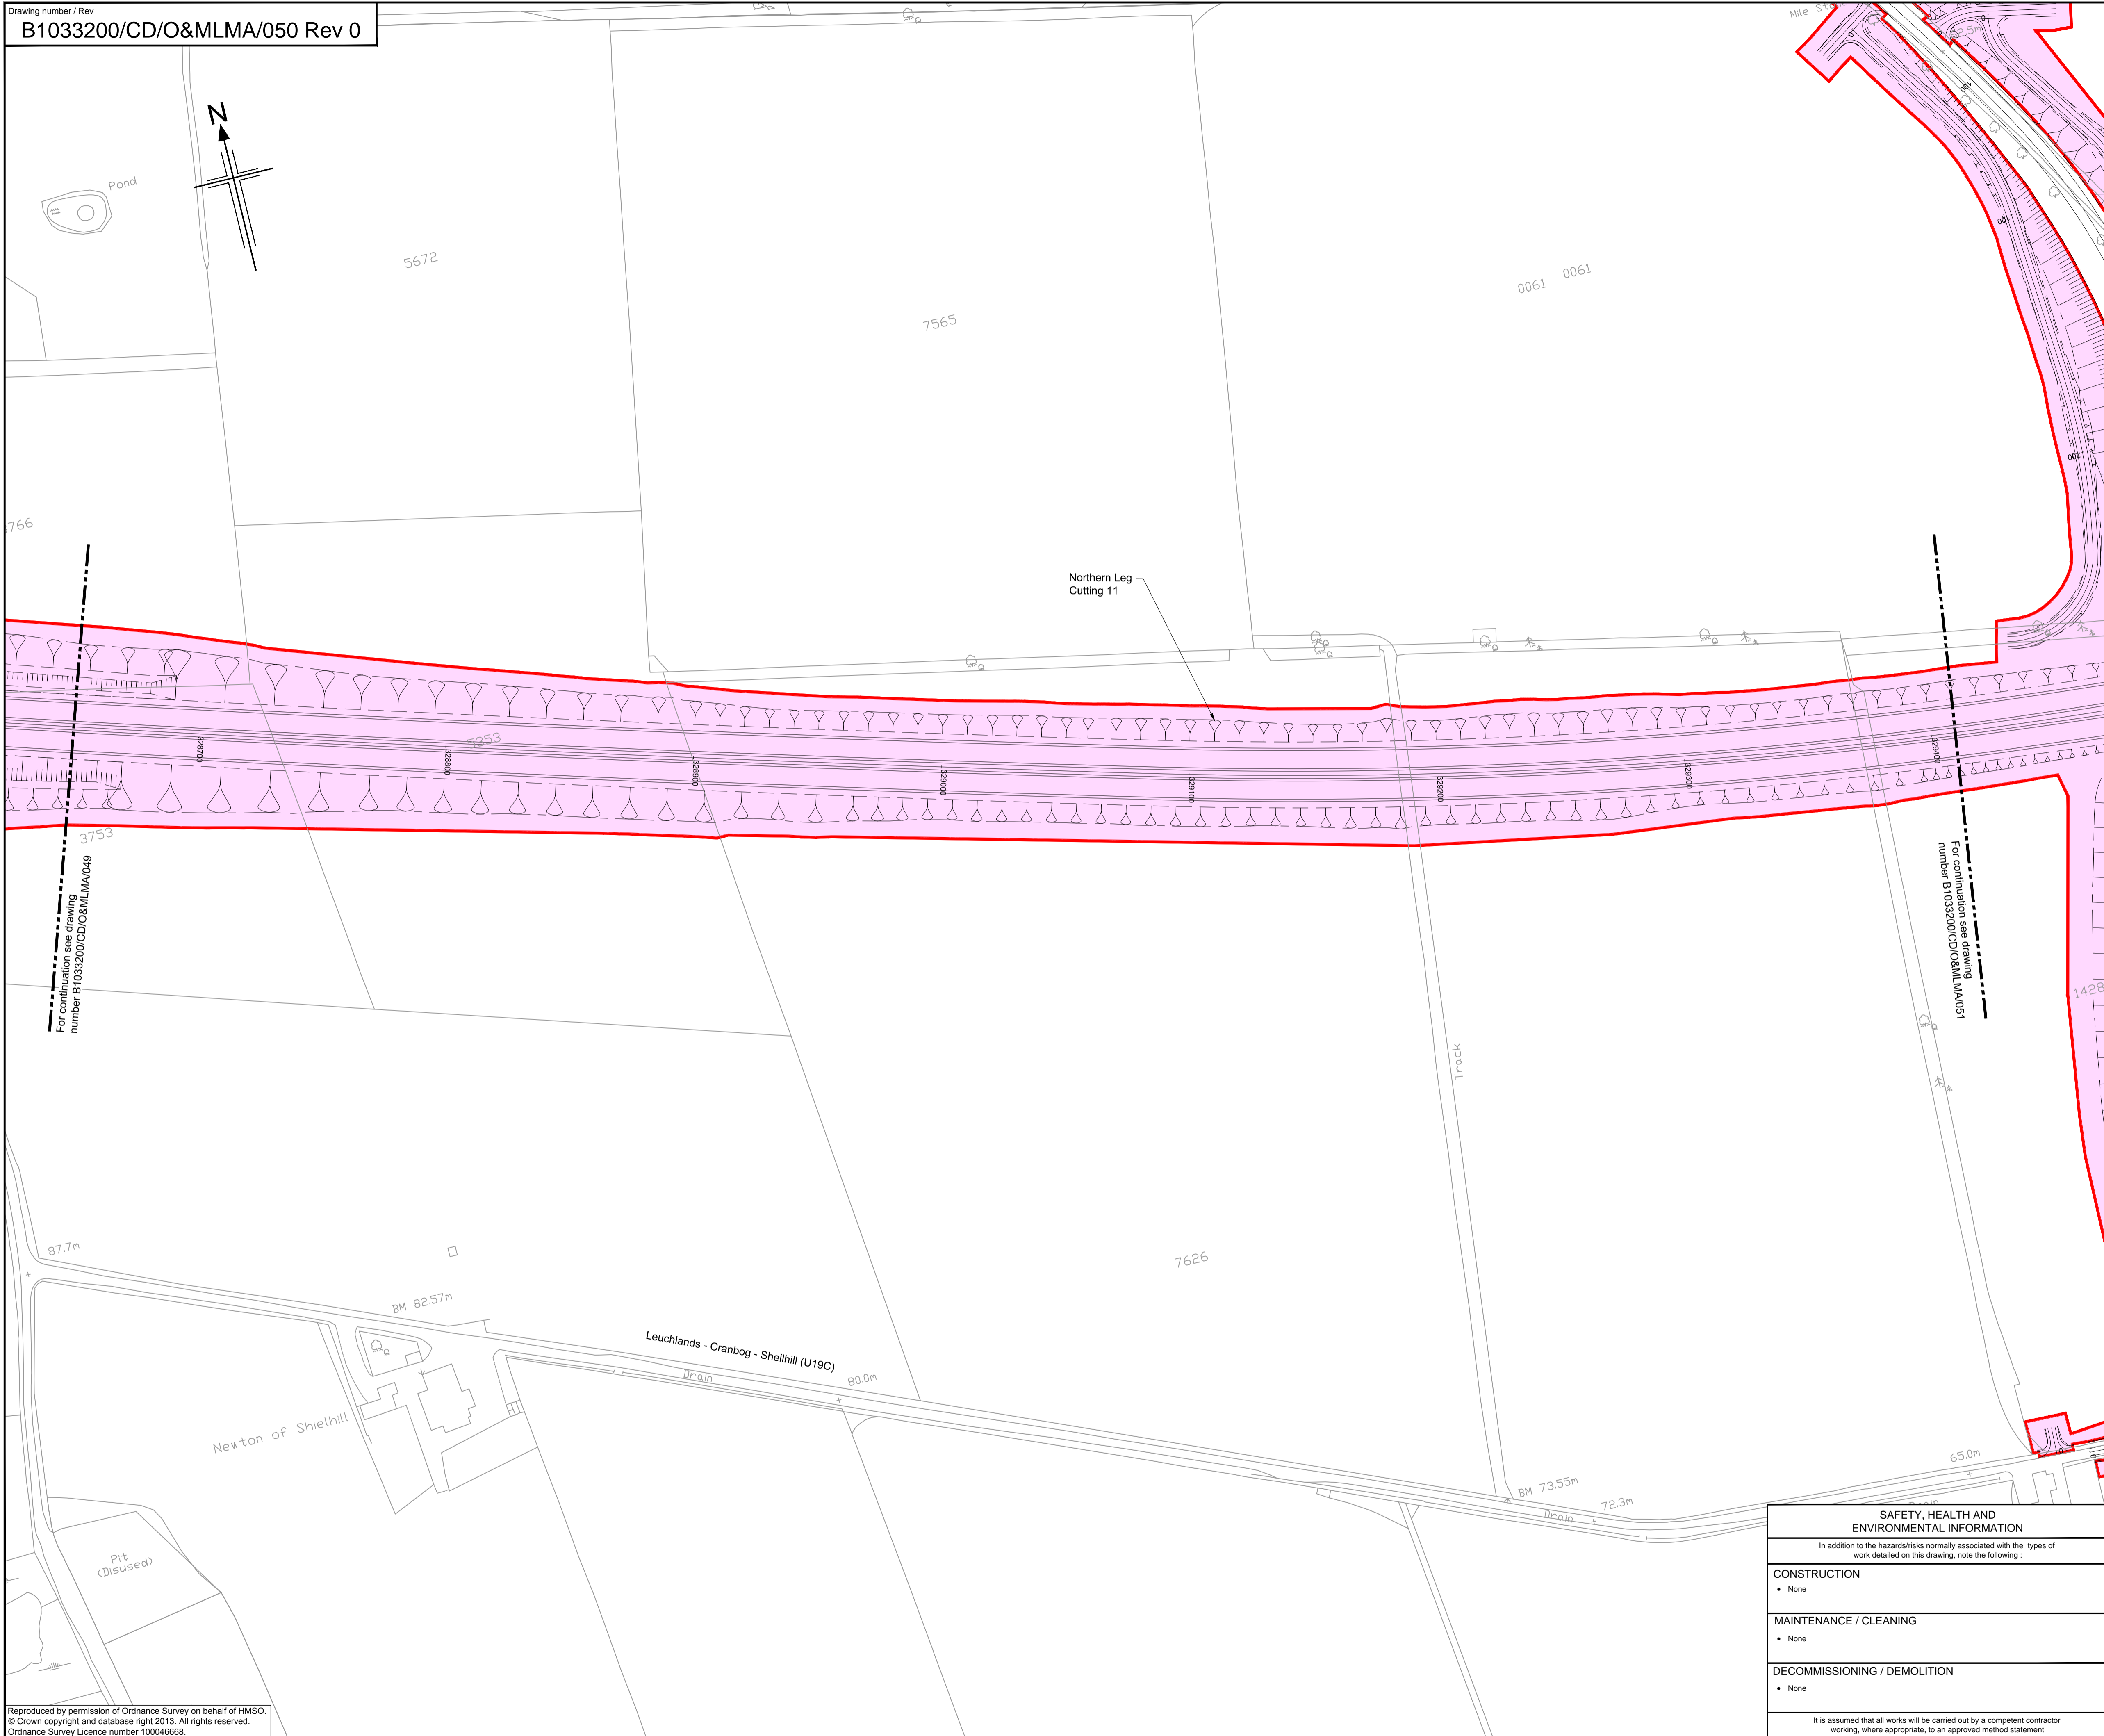 Drawing number / Rev
B1033200/CD/O&MLMA/050 Rev 0
N
Pond
5672
7565
0061 0061
100
10
0
100
200
Northern Leg
Cutting 11
5353
328700
328800
328900
329000
329100
329200
329300
329400
3753
For continuation see drawing
number B1033200/CD/O&MLMA/049
For continuation see drawing
number B1033200/CD/O&MLMA/051
1428
Track
7626
87.7m
BM 82.57m
Leuchlands - Cranbog - Sheilhill (U19C)
Drain
80.0m
Newton of Shielhill
BM 73.55m
72.3m
Drain
65.0m
Pit
(Disused)
SAFETY, HEALTH AND
ENVIRONMENTAL INFORMATION
In addition to the hazards/risks normally associated with the types of
work detailed on this drawing, note the following :
CONSTRUCTION
• None
MAINTENANCE / CLEANING
• None
DECOMMISSIONING / DEMOLITION
• None
It is assumed that all works will be carried out by a competent contractor
working, where appropriate, to an approved method statement
Reproduced by permission of Ordnance Survey on behalf of HMSO.
© Crown copyright and database right 2013. All rights reserved.
Ordnance Survey Licence number 100046668.